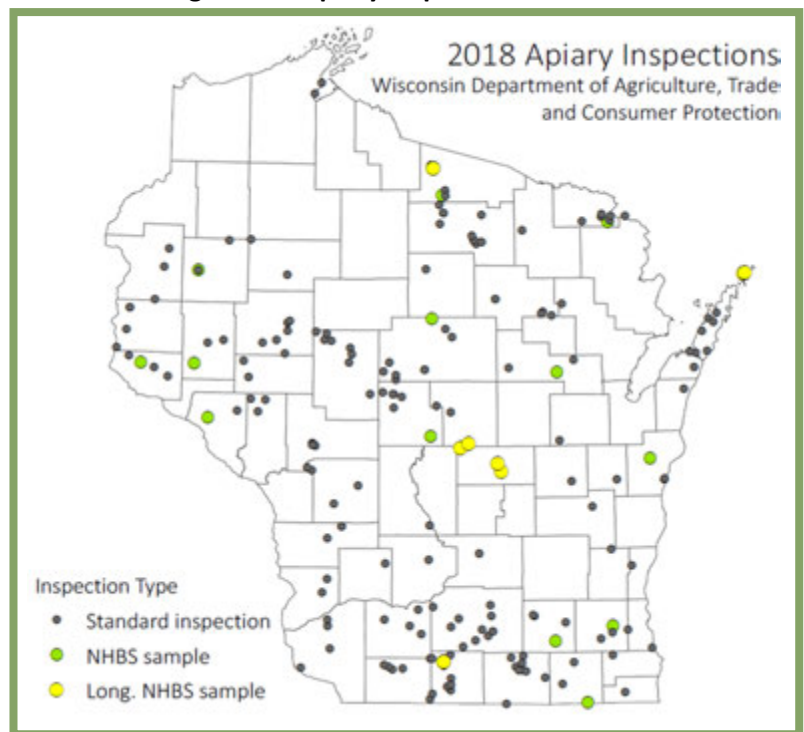 2018 Apiary Inspections
Wisconsin Department of Agriculture, Trade
and Consumer Protection
Inspection Type
Standard inspection
NHBS sample
Long. NHBS sample